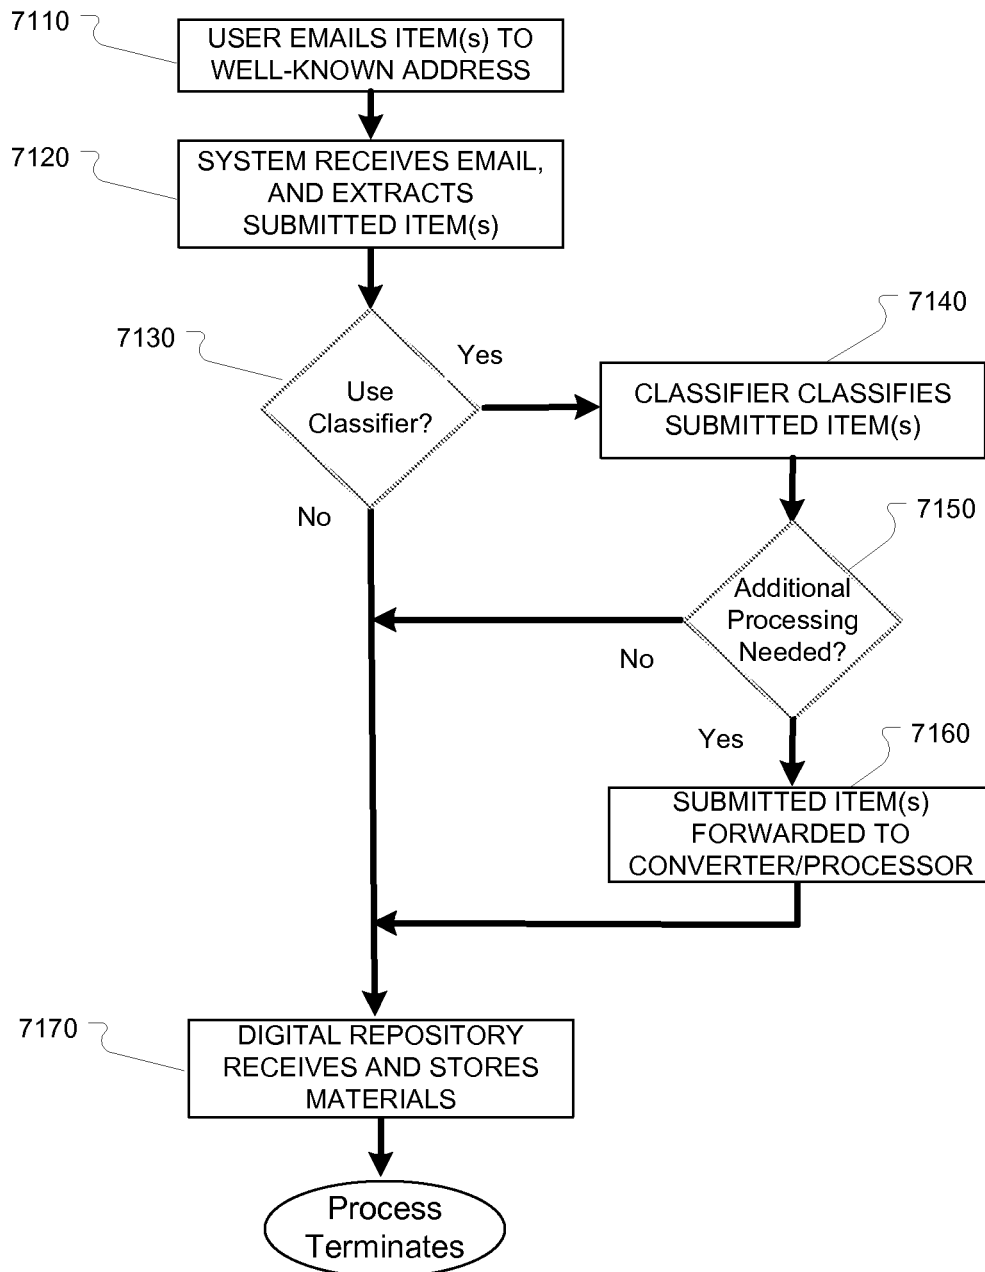 7110
USER EMAILS ITEM(s) TO
WELL-KNOWN ADDRESS
7120
SYSTEM RECEIVES EMAIL,
AND EXTRACTS
SUBMITTED ITEM(s)
7130
Use
Classifier?
Yes
No
7140
CLASSIFIER CLASSIFIES
SUBMITTED ITEM(s)
7150
Additional
Processing
Needed?
No
Yes
7160
SUBMITTED ITEM(s)
FORWARDED TO
CONVERTER/PROCESSOR
7170
DIGITAL REPOSITORY
RECEIVES AND STORES
MATERIALS
Process
Terminates